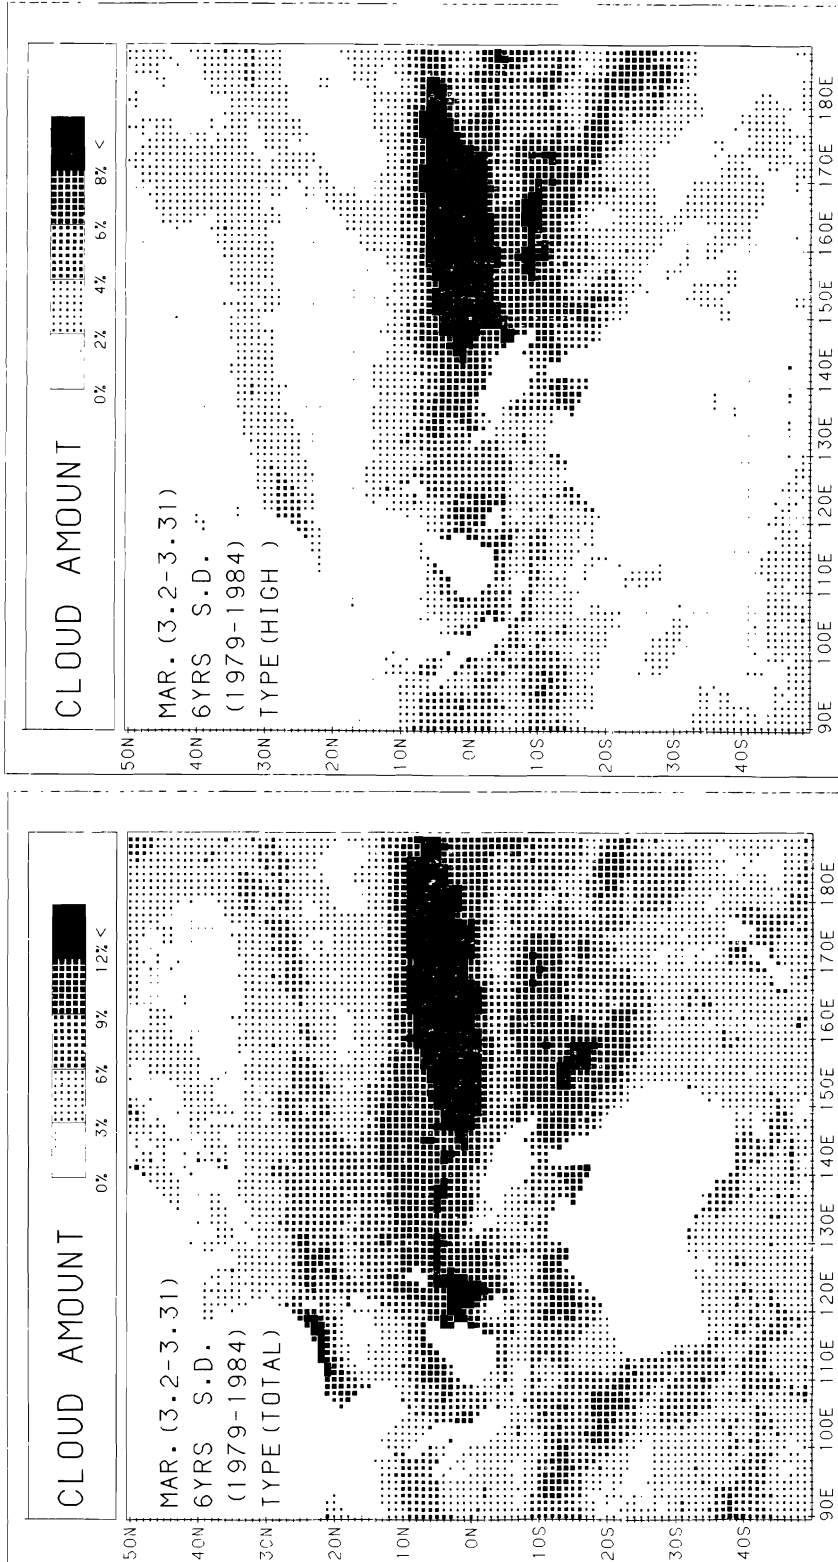 CLOUD AMOUNT
0% 3% 6% 9% 12% <
MAR.(3.2-3.31)
6YRS S.D.
(1979-1984)
TYPE(TOTAL)
50N
40N
30N
20N
10N
0N
10S
20S
30S
40S
90E 100E 110E 120E 130E 140E 150E 160E 170E 180E
CLOUD AMOUNT
0% 2% 4% 6% 8% <
MAR.(3.2-3.31)
6YRS S.D.
(1979-1984)
TYPE(HIGH )
50N
40N
30N
20N
10N
0N
10S
20S
30S
40S
90E 100E 110E 120E 130E 140E 150E 160E 170E 180E